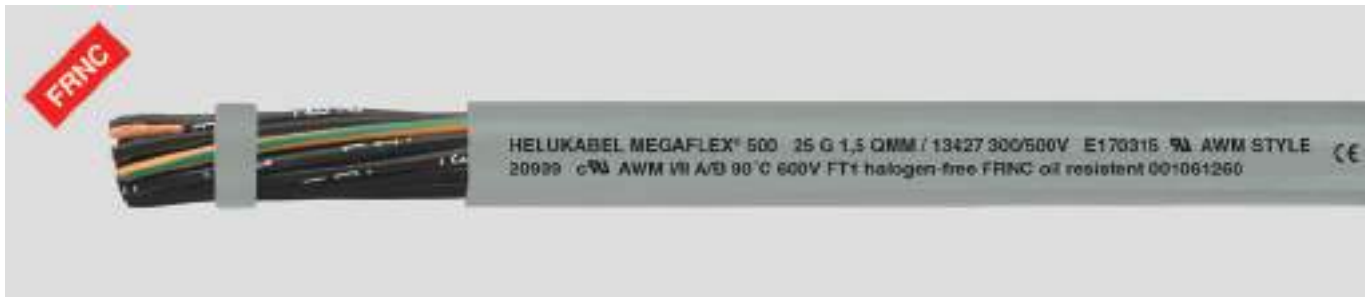 FRNC
HELUKABEL MEGAFLEX® 500 25 G 1,5 QMM / 13427 300/500V E170315 AWM STYLE
20939 AWM I/II A/B 90°C 600V FT1 halogen-free FRNC oil resistent 001061260
CE